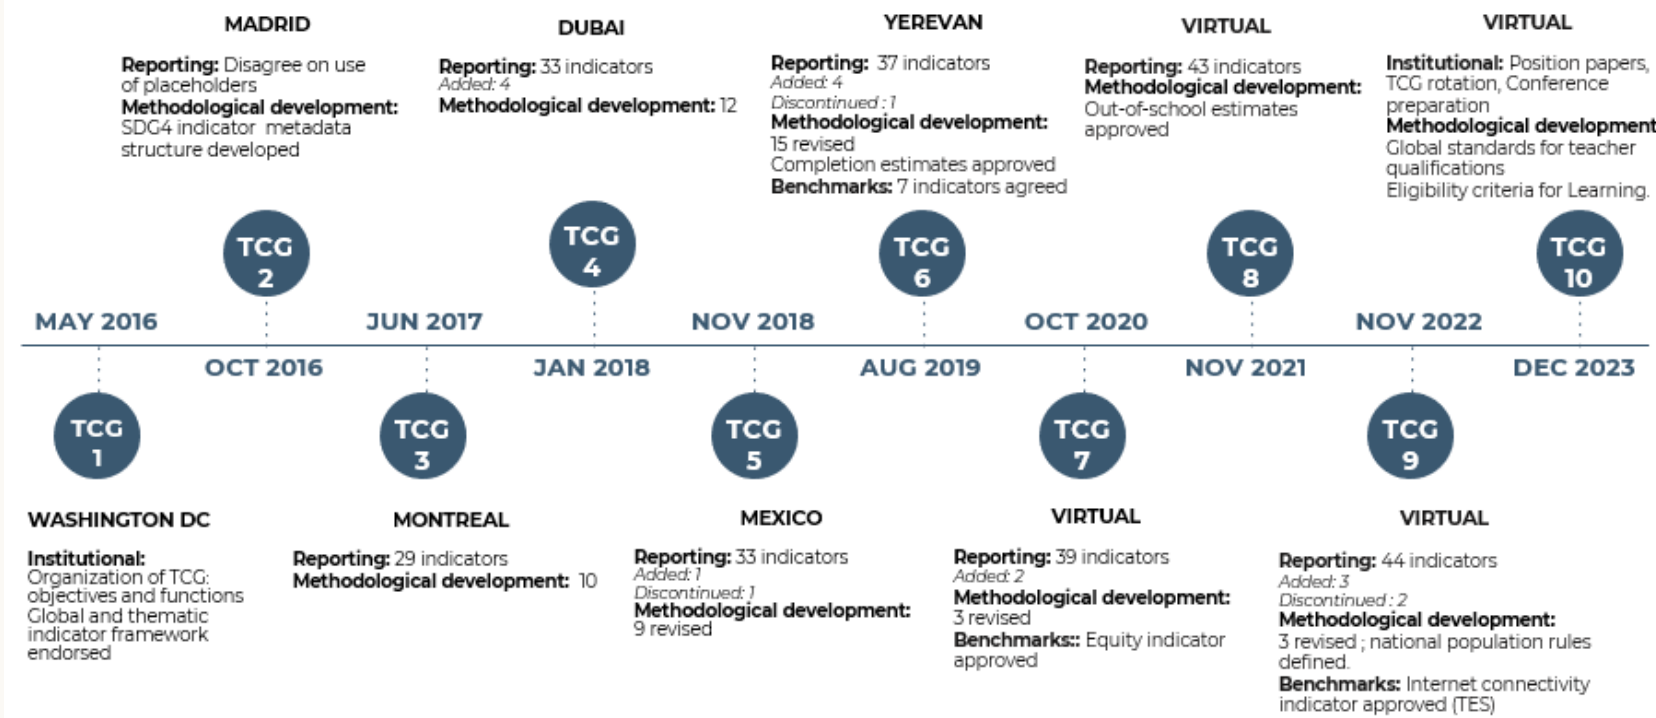 MADRID
Reporting: Disagree on use
of placeholders
Methodological development:
SDG4 indicator metadata
structure developed
DUBAI
Reporting: 33 indicators
Added: 4
Methodological development: 12
YEREVAN
Reporting: 37 indicators
Added: 4
Discontinued : 1
Methodological development:
15 revised
Completion estimates approved
Benchmarks: 7 indicators agreed
VIRTUAL
Reporting: 43 indicators
Methodological development:
Out-of-school estimates
approved
VIRTUAL
Institutional: Position papers,
TCG rotation, Conference
preparation
Methodological development
Global standards for teacher
qualifications
Eligibility criteria for Learning.
TCG
2
TCG
4
TCG
6
TCG
8
TCG
10
MAY 2016
JUN 2017
NOV 2018
OCT 2020
NOV 2022
OCT 2016
JAN 2018
AUG 2019
NOV 2021
DEC 2023
TCG
1
TCG
3
TCG
5
TCG
7
TCG
9
WASHINGTON DC
Institutional:
Organization of TCG:
objectives and functions
Global and thematic
indicator framework
endorsed
MONTREAL
Reporting: 29 indicators
Methodological development: 10
MEXICO
Reporting: 33 indicators
Added: 1
Discontinued: 1
Methodological development:
9 revised
VIRTUAL
Reporting: 39 indicators
Added: 2
Methodological development:
3 revised
Benchmarks:: Equity indicator
approved
VIRTUAL
Reporting: 44 indicators
Added: 3
Discontinued : 2
Methodological development:
3 revised ; national population rules
defined.
Benchmarks: Internet connectivity
indicator approved (TES)